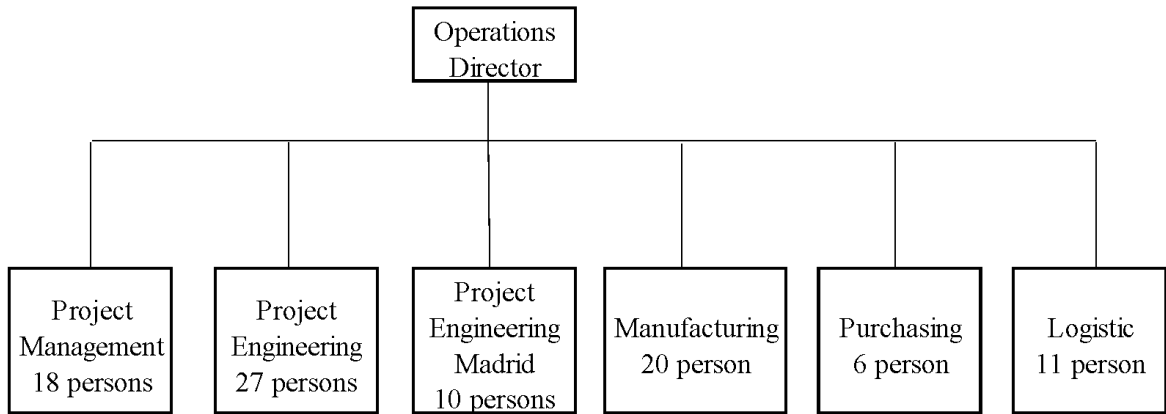 Operations
Director
Project
Management
18 persons
Project
Engineering
27 persons
Project
Engineering
Madrid
10 persons
Manufacturing
20 person
Purchasing
6 person
Logistic
11 person